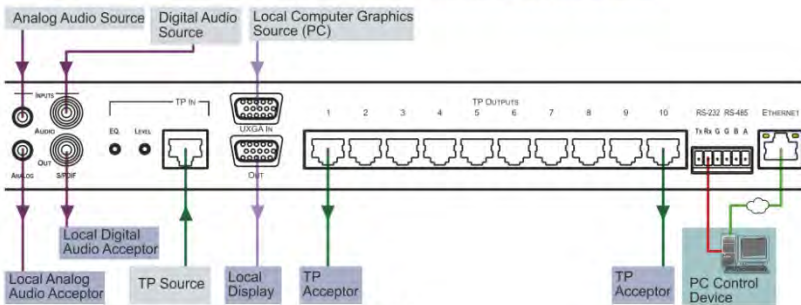 Analog Audio Source
Digital Audio
Source
Local Computer Graphics
Source (PC)
INPUTS
AUDIO
OUT
ANALOG
S/PDIF
TP IN
EQ.
LEVEL
UXGA IN
OUT
TP OUTPUTS
1 2 3 4 5 6 7 8 9 10
RS-232 RS-485
Tx Rx G G B A
ETHERNET
Local Digital
Audio Acceptor
Local Analog
Audio Acceptor
TP Source
Local
Display
TP
Acceptor
TP
Acceptor
PC Control
Device